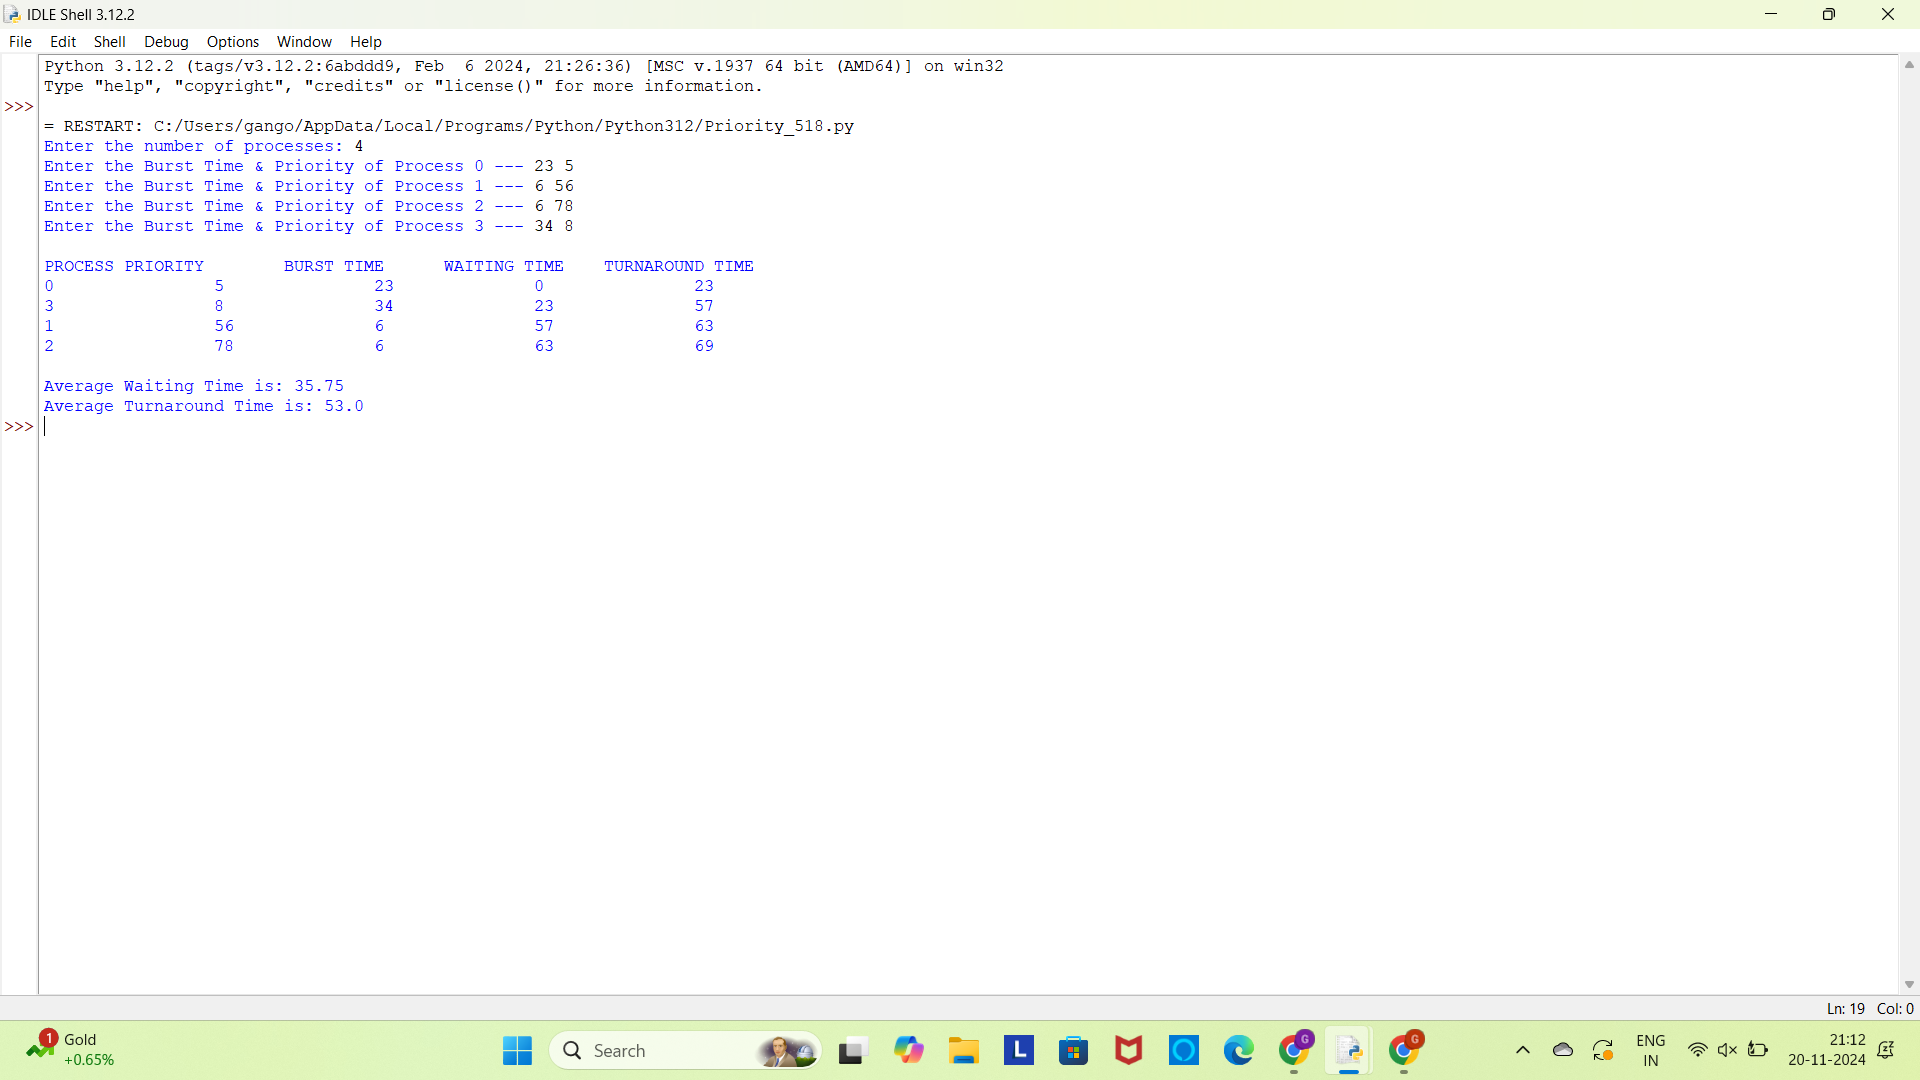 IDLE Shell 3.12.2
File Edit Shell Debug Options Window Help
Python 3.12.2 (tags/v3.12.2:6abddd9, Feb  6 2024, 21:26:36) [MSC v.1937 64 bit (AMD64)] on win32
Type "help", "copyright", "credits" or "license()" for more information.
>>>
= RESTART: C:/Users/gango/AppData/Local/Programs/Python/Python312/Priority_518.py
Enter the number of processes: 4
Enter the Burst Time & Priority of Process 0 --- 23 5
Enter the Burst Time & Priority of Process 1 --- 6 56
Enter the Burst Time & Priority of Process 2 --- 6 78
Enter the Burst Time & Priority of Process 3 --- 34 8
PROCESS PRIORITY        BURST TIME      WAITING TIME    TURNAROUND TIME
0                5               23              0               23
3                8               34              23              57
1                56              6               57              63
2                78              6               63              69
Average Waiting Time is: 35.75
Average Turnaround Time is: 53.0
>>>
Ln: 19 Col: 0
1
Gold
+0.65%
Search
L
G
G
ENG
IN
21:12
20-11-2024